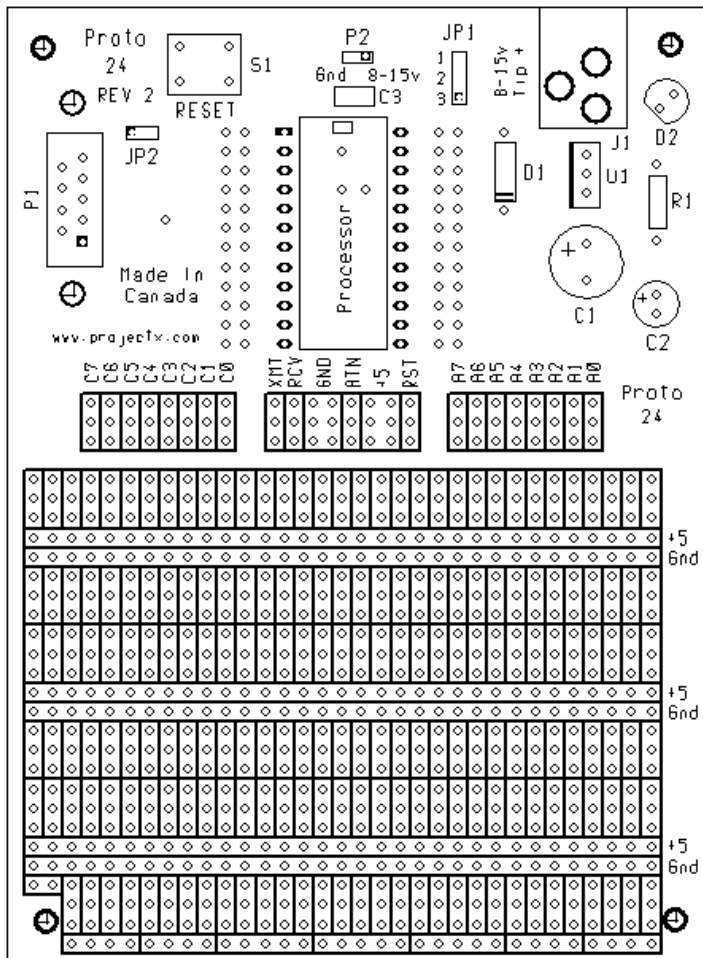 Proto
24
REV 2
S1
RESET
P2
Gnd 8-15v
C3
JP1
1
2
3
8-15v
Tip +
D2
JP2
J1
D1
U1
R1
P1
Processor
Made In
Canada
www.projectx.com
+
C1
+
C2
C7 C6 C5 C4 C3 C2 C1 C0
XMT RCV GND ATN +5 RST
A7 A6 A5 A4 A3 A2 A1 A0
Proto
24
+5
Gnd
+5
Gnd
+5
Gnd